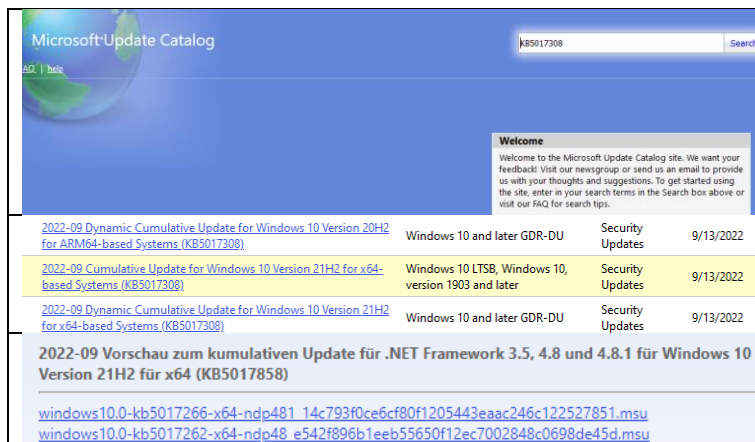 Microsoft Update Catalog
KB5017308
Search
FAQ | help
Welcome
Welcome to the Microsoft Update Catalog site. We want your
feedback! Visit our newsgroup or send us an email to provide
us with your thoughts and suggestions. To get started using
the site, enter in your search terms in the Search box above or
visit our FAQ for search tips.
2022-09 Dynamic Cumulative Update for Windows 10 Version 20H2
for ARM64-based Systems (KB5017308)
Windows 10 and later GDR-DU
Security
Updates
9/13/2022
2022-09 Cumulative Update for Windows 10 Version 21H2 for x64-
based Systems (KB5017308)
Windows 10 LTSB, Windows 10,
version 1903 and later
Security
Updates
9/13/2022
2022-09 Dynamic Cumulative Update for Windows 10 Version 21H2
for x64-based Systems (KB5017308)
Windows 10 and later GDR-DU
Security
Updates
9/13/2022
2022-09 Vorschau zum kumulativen Update für .NET Framework 3.5, 4.8 und 4.8.1 für Windows 10
Version 21H2 für x64 (KB5017858)
windows10.0-kb5017266-x64-ndp481_14c793f0ce6cf80f1205443eaac246c122527851.msu
windows10.0-kb5017262-x64-ndp48_e542f896b1eeb55650f12ec7002848c0698de45d.msu